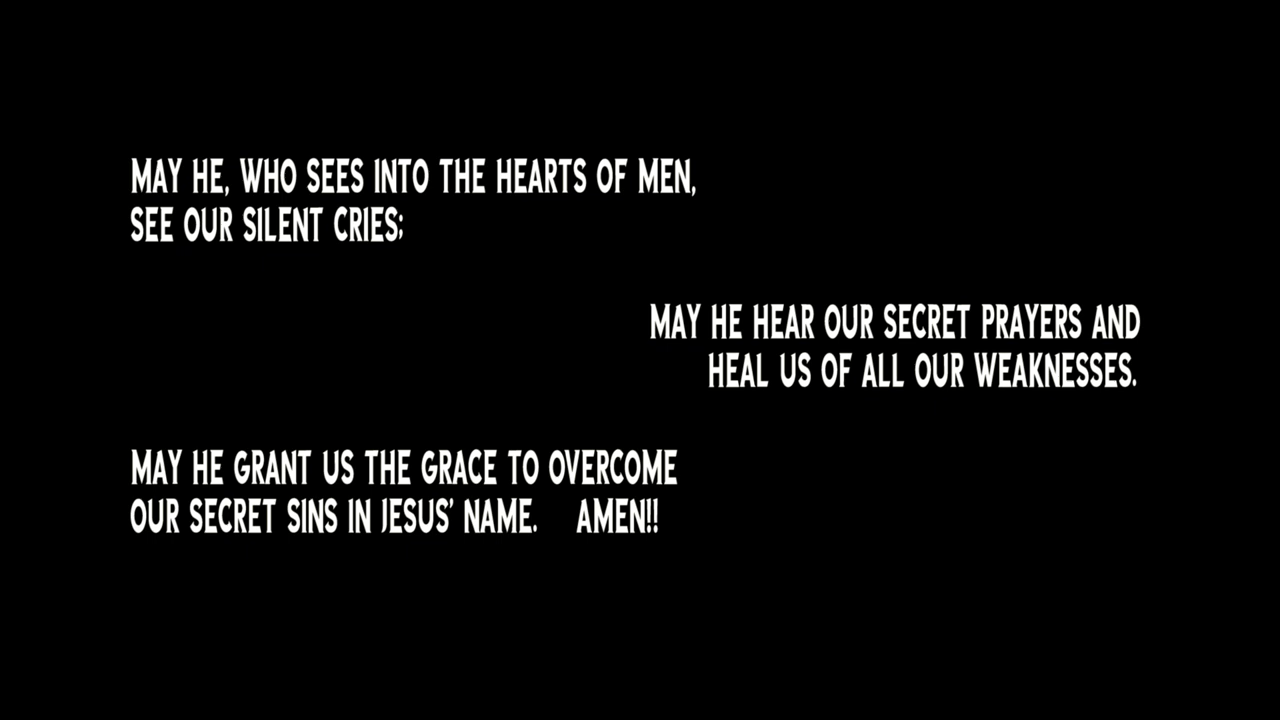 MAY HE, WHO SEES INTO THE HEARTS OF MEN,
SEE OUR SILENT CRIES;
MAY HE HEAR OUR SECRET PRAYERS AND
HEAL US OF ALL OUR WEAKNESSES.
MAY HE GRANT US THE GRACE TO OVERCOME
OUR SECRET SINS IN JESUS' NAME. AMEN!!